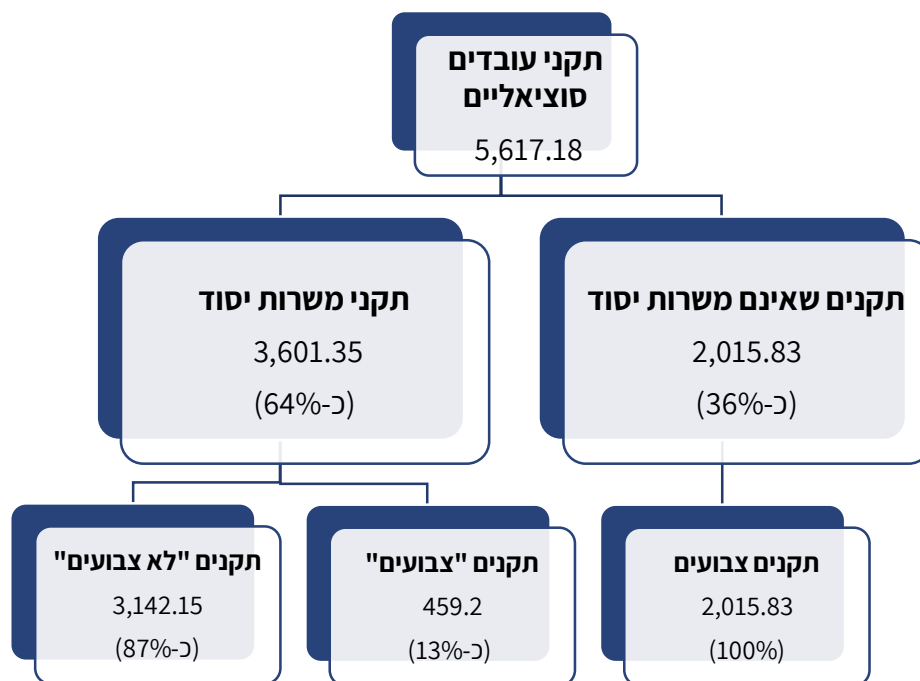 תקני עובדים
סוציאליים
5,617.18
תקנים שאינם משרות יסוד
2,015.83
(כ-36%)
תקני משרות יסוד
3,601.35
(כ-64%)
תקנים צבועים
2,015.83
(100%)
תקנים "צבועים"
459.2
(כ-13%)
תקנים "לא צבועים"
3,142.15
(כ-87%)